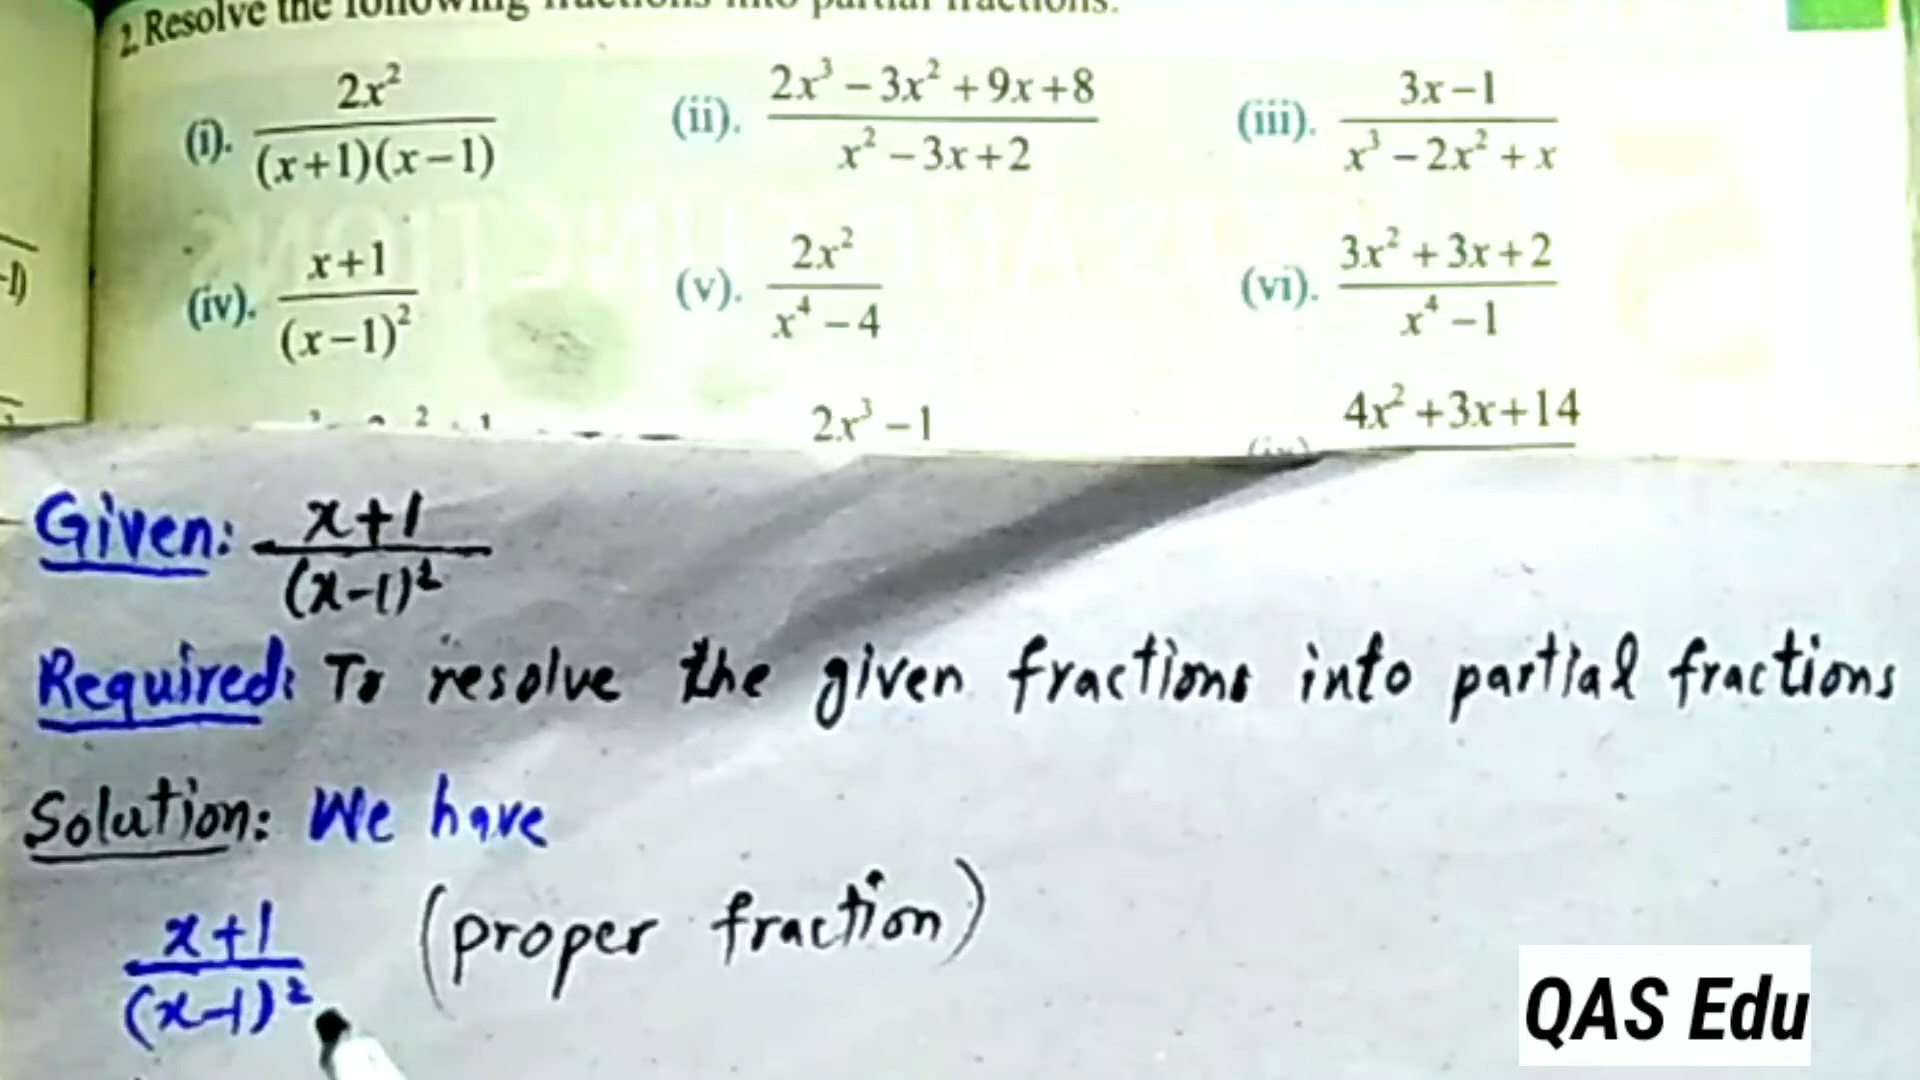 2. Resolve the following fractions into partial fractions.
(i). 2x² / (x+1)(x−1) (ii). 2x³ − 3x² + 9x + 8 / x² − 3x + 2 (iii). 3x − 1 / x³ − 2x² + x
(iv). x+1 / (x−1)² (v). 2x² / x⁴ − 4 (vi). 3x² + 3x + 2 / x⁴ − 1
2x³ − 1 4x² + 3x + 14
Given: x+1 / (x-1)²
Required: To resolve the given fractions into partial fractions
Solution: We have
x+1 / (x-1)² (proper fraction)
QAS Edu